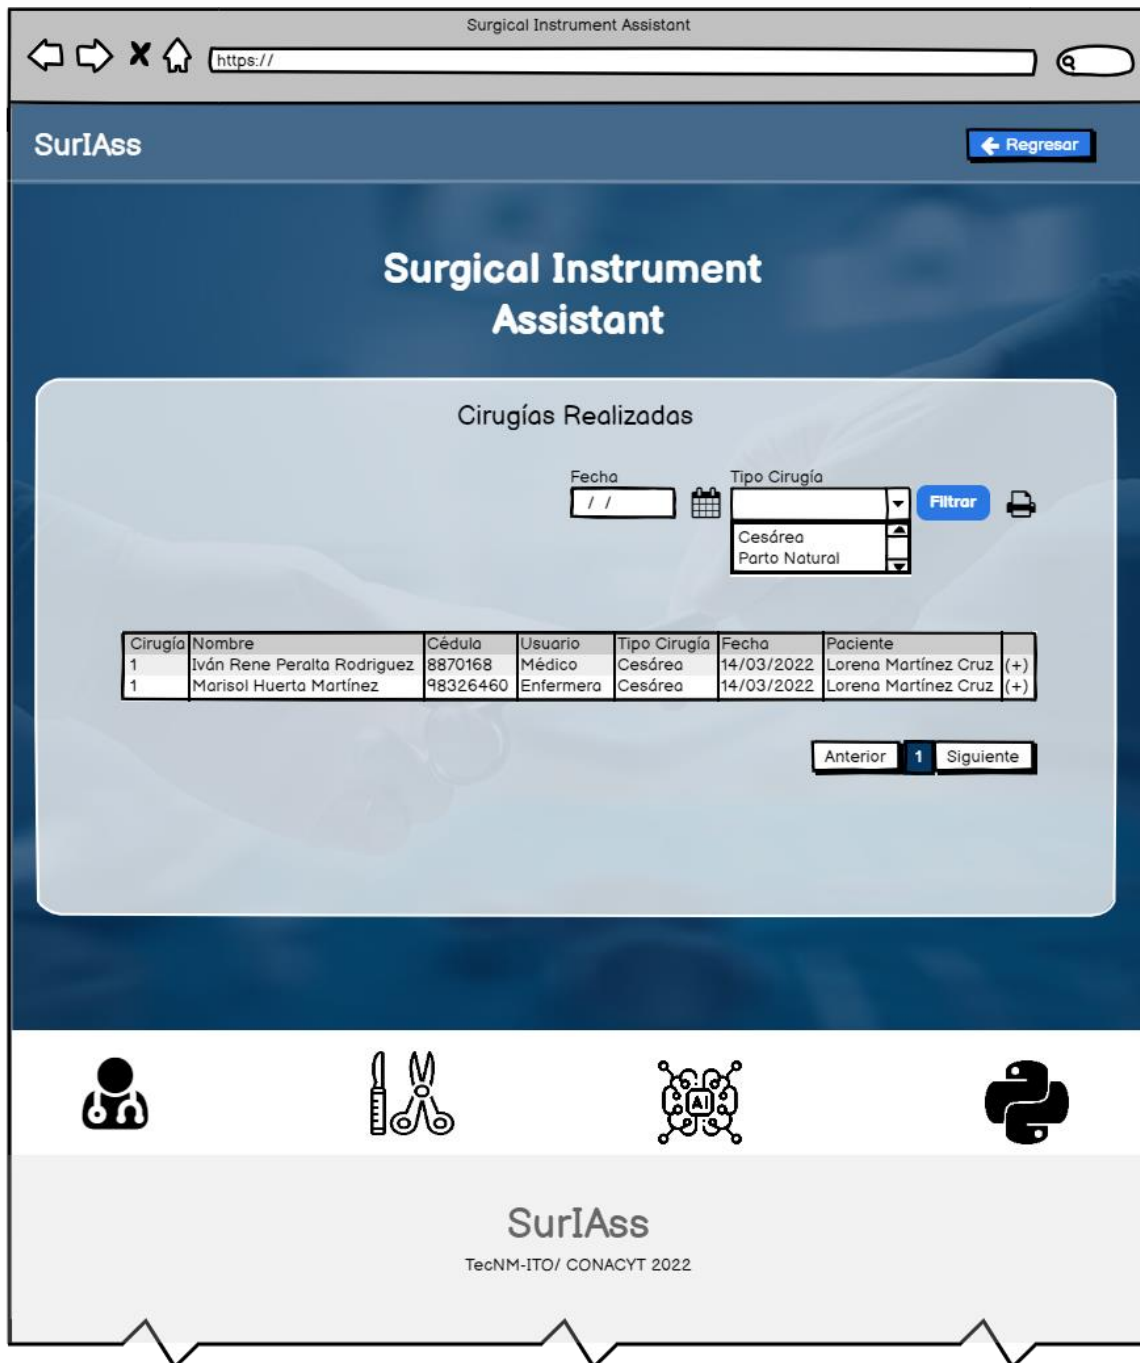 Surgical Instrument Assistant
https://
SurIAss
Regresar
Surgical Instrument
Assistant
Cirugías Realizadas
Fecha Tipo Cirugía
/ / Filtrar
Cesárea
Parto Natural
Cirugía Nombre Cédula Usuario Tipo Cirugía Fecha Paciente
1 Iván Rene Peralta Rodriguez 8870168 Médico Cesárea 14/03/2022 Lorena Martínez Cruz (+)
1 Marisol Huerta Martínez 98326460 Enfermera Cesárea 14/03/2022 Lorena Martínez Cruz (+)
Anterior 1 Siguiente
AI
SurIAss
TecNM-ITO/ CONACYT 2022